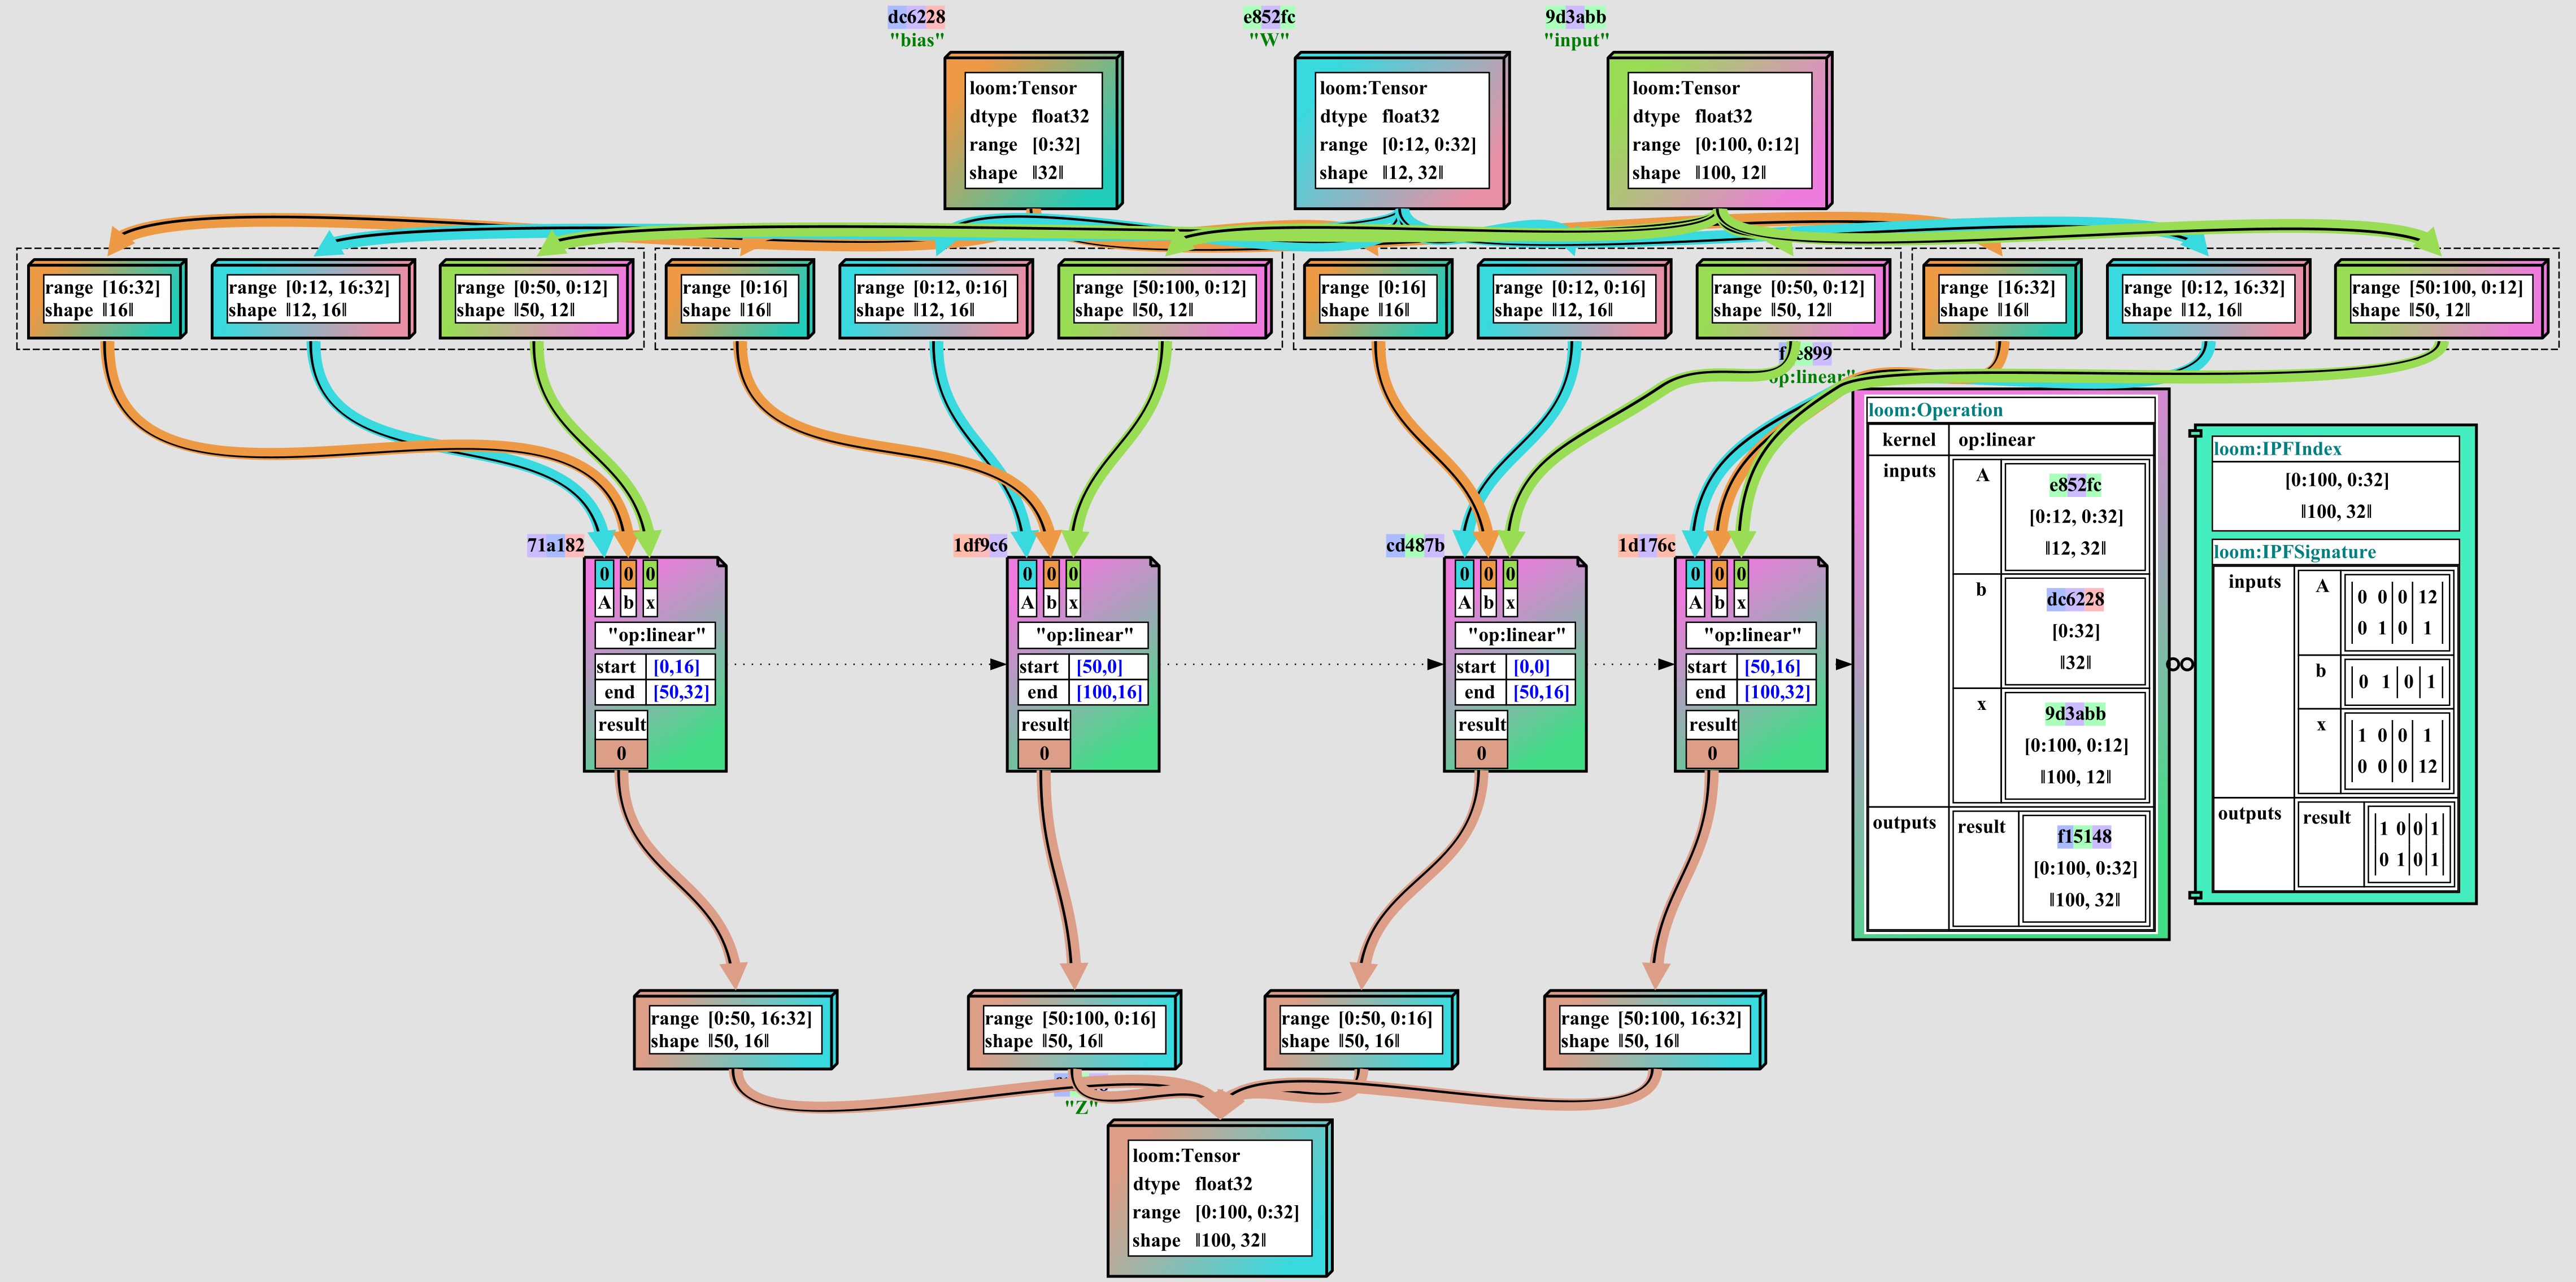 dc6228
"bias"
e852fc
"W"
9d3abb
"input"
loom:Tensor
dtype float32
range [0:32]
shape ‖32‖
loom:Tensor
dtype float32
range [0:12, 0:32]
shape ‖12, 32‖
loom:Tensor
dtype float32
range [0:100, 0:12]
shape ‖100, 12‖
range [16:32]
shape ‖16‖
range [0:12, 16:32]
shape ‖12, 16‖
range [0:50, 0:12]
shape ‖50, 12‖
range [0:16]
shape ‖16‖
range [0:12, 0:16]
shape ‖12, 16‖
range [50:100, 0:12]
shape ‖50, 12‖
range [0:16]
shape ‖16‖
range [0:12, 0:16]
shape ‖12, 16‖
range [0:50, 0:12]
shape ‖50, 12‖
range [16:32]
shape ‖16‖
range [0:12, 16:32]
shape ‖12, 16‖
range [50:100, 0:12]
shape ‖50, 12‖
op:linear"
71a182
0 0 0
A b x
"op:linear"
start [0,16]
end [50,32]
result
0
1df9c6
0 0 0
A b x
"op:linear"
start [50,0]
end [100,16]
result
0
cd487b
0 0 0
A b x
"op:linear"
start [0,0]
end [50,16]
result
0
1d176c
0 0 0
A b x
"op:linear"
start [50,16]
end [100,32]
result
0
loom:Operation
kernel op:linear
inputs
A
e852fc
[0:12, 0:32]
‖12, 32‖
b
dc6228
[0:32]
‖32‖
x
9d3abb
[0:100, 0:12]
‖100, 12‖
outputs
result
f15148
[0:100, 0:32]
‖100, 32‖
loom:IPFIndex
[0:100, 0:32]
‖100, 32‖
loom:IPFSignature
inputs
A
0 0 0 12
0 1 0 1
b
0 1 0 1
x
1 0 0 1
0 0 0 12
outputs
result
1 0 0 1
0 1 0 1
range [0:50, 16:32]
shape ‖50, 16‖
range [50:100, 0:16]
shape ‖50, 16‖
range [0:50, 0:16]
shape ‖50, 16‖
range [50:100, 16:32]
shape ‖50, 16‖
"Z"
loom:Tensor
dtype float32
range [0:100, 0:32]
shape ‖100, 32‖